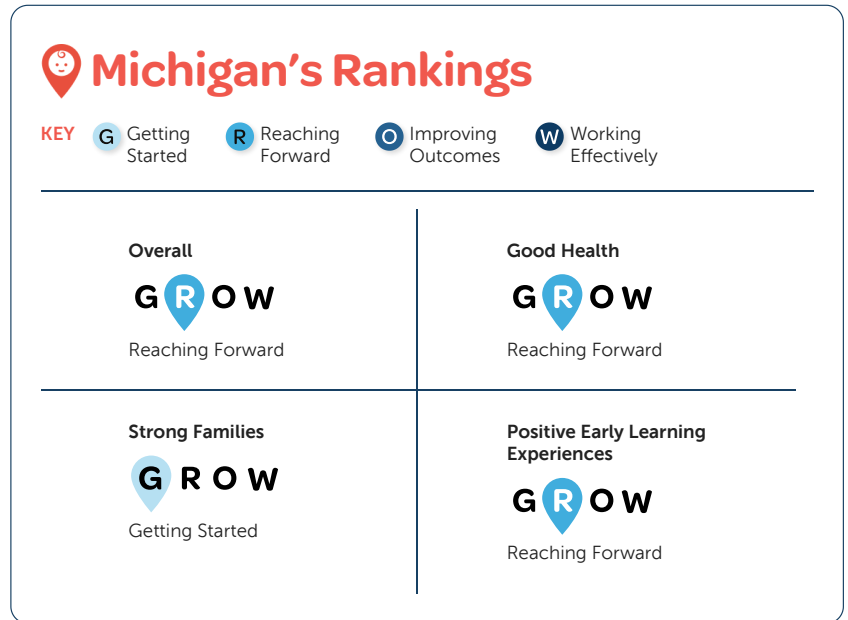 Michigan's Rankings
KEY G Getting Started R Reaching Forward O Improving Outcomes W Working Effectively
Overall
GROW
Reaching Forward
Good Health
GROW
Reaching Forward
Strong Families
GROW
Getting Started
Positive Early Learning
Experiences
GROW
Reaching Forward